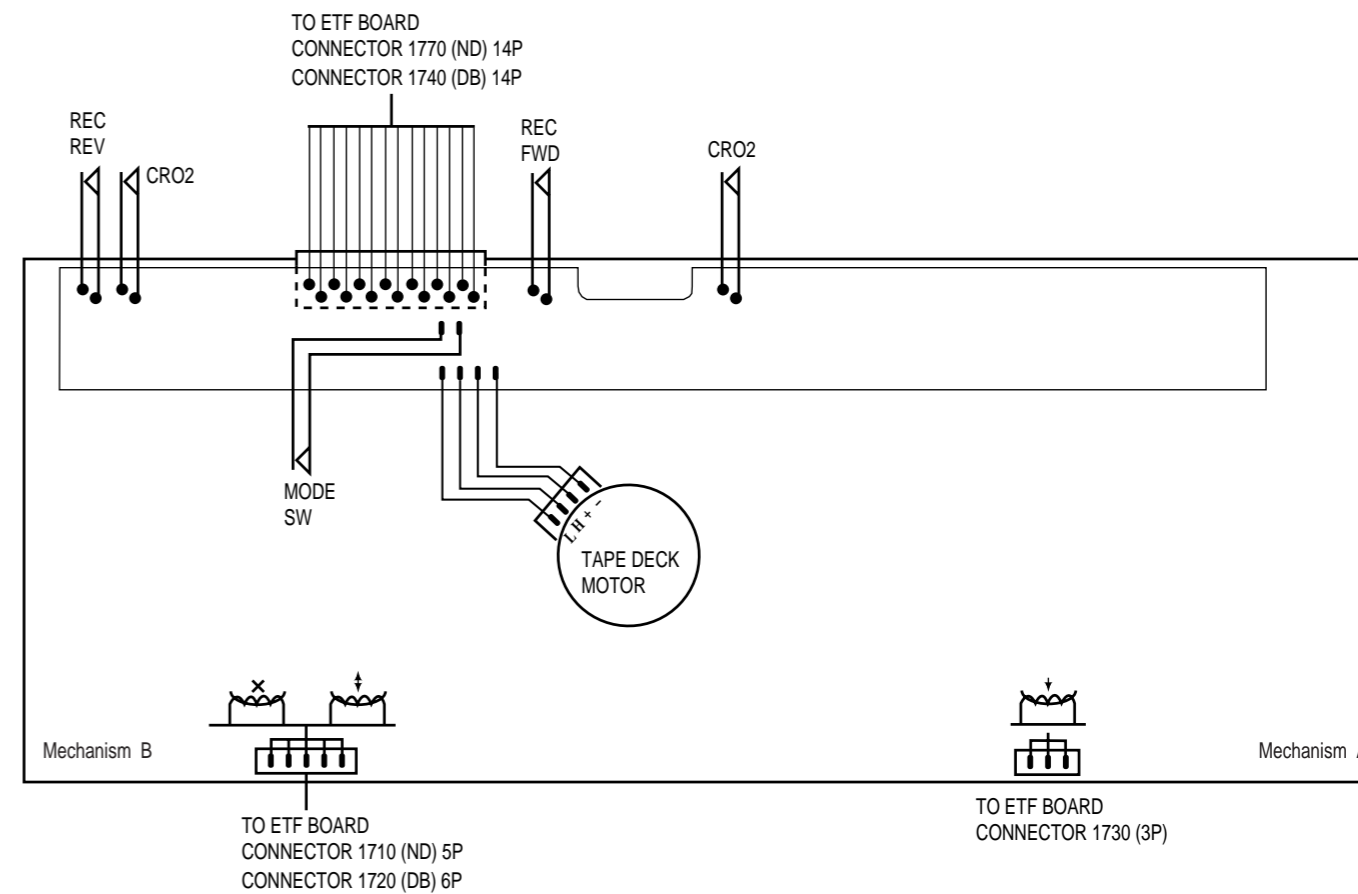 TO ETF BOARD
CONNECTOR 1770 (ND) 14P
CONNECTOR 1740 (DB) 14P
REC
REV
CRO2
REC
FWD
CRO2
MODE
SW
L H + -
TAPE DECK
MOTOR
Mechanism B
Mechanism
TO ETF BOARD
CONNECTOR 1710 (ND) 5P
CONNECTOR 1720 (DB) 6P
TO ETF BOARD
CONNECTOR 1730 (3P)